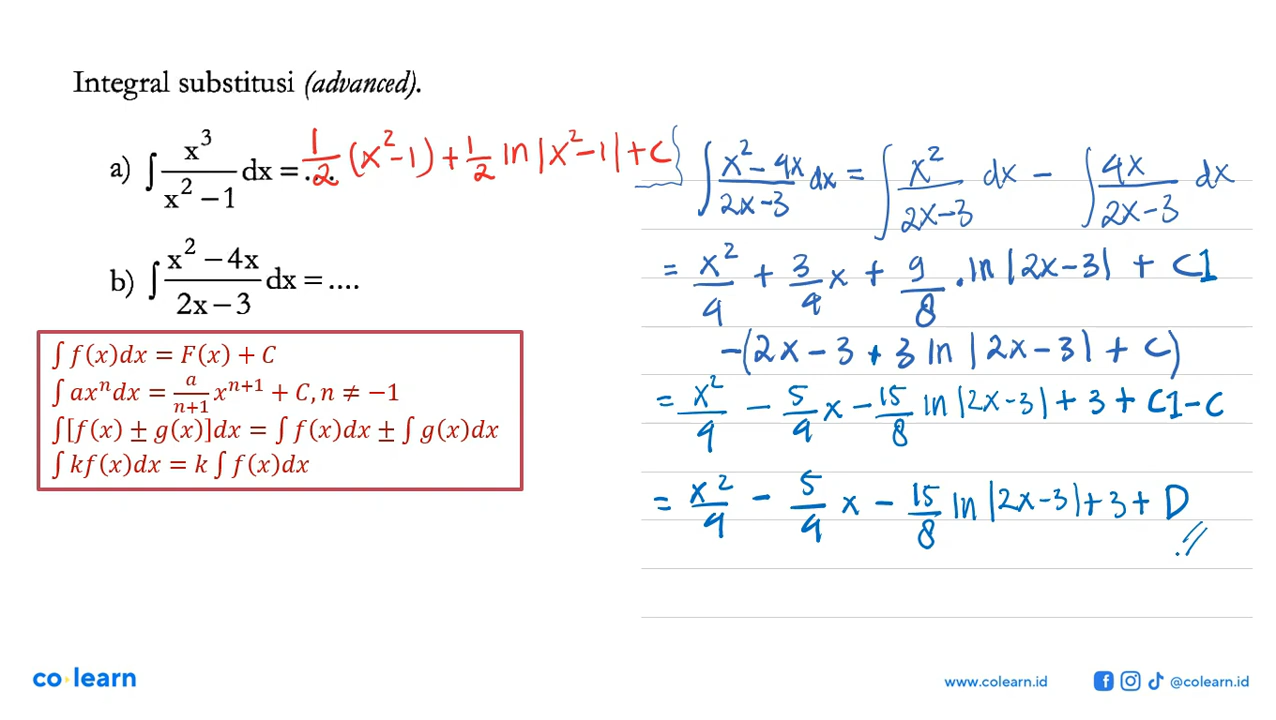 Integral substitusi (advanced).
a) ∫ x³/(x² − 1) dx = .... 1/2 (x² − 1) + 1/2 ln |x² − 1| + C
b) ∫ (x² − 4x)/(2x − 3) dx = ....
∫ f(x)dx = F(x) + C
∫ axⁿdx = a/(n+1) xⁿ⁺¹ + C, n ≠ −1
∫[f(x) ± g(x)]dx = ∫ f(x)dx ± ∫ g(x)dx
∫ kf(x)dx = k ∫ f(x)dx
∫ (x² − 4x)/(2x − 3) dx = ∫ x²/(2x − 3) dx − ∫ 4x/(2x − 3) dx
= x²/4 + 3/4 x + 9/8 . ln |2x − 3| + C1
−(2x − 3 + 3 ln |2x − 3| + C)
= x²/4 − 5/4 x − 15/8 ln |2x − 3| + 3 + C1 − C
= x²/4 − 5/4 x − 15/8 ln |2x − 3| + 3 + D
co·learn
www.colearn.id
@colearn.id